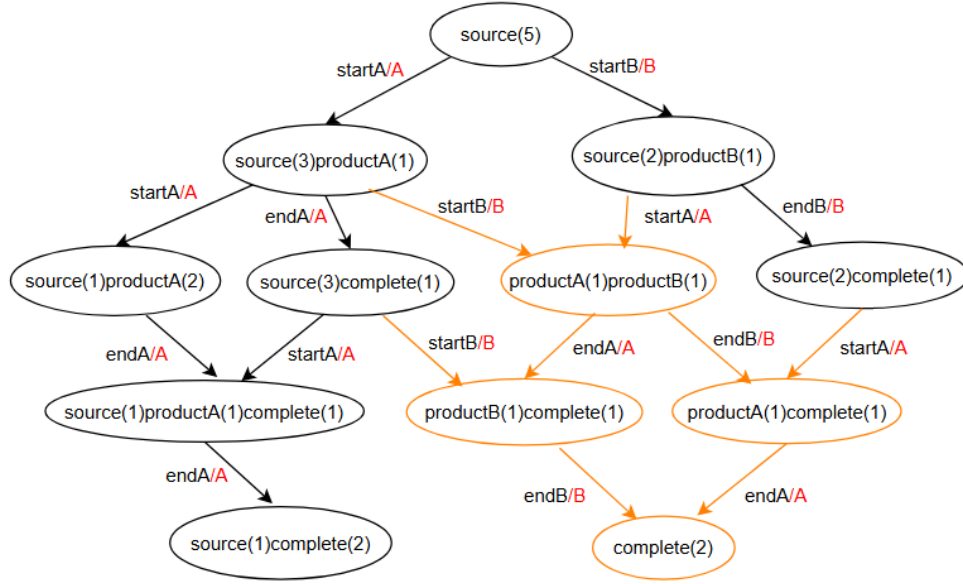 source(5)
startA/A
startB/B
source(3)productA(1)
source(2)productB(1)
startA/A
endA/A
startB/B
startA/A
endB/B
source(1)productA(2)
source(3)complete(1)
productA(1)productB(1)
source(2)complete(1)
endA/A
startA/A
startB/B
endA/A
endB/B
startA/A
source(1)productA(1)complete(1)
productB(1)complete(1)
productA(1)complete(1)
endA/A
endB/B
endA/A
source(1)complete(2)
complete(2)